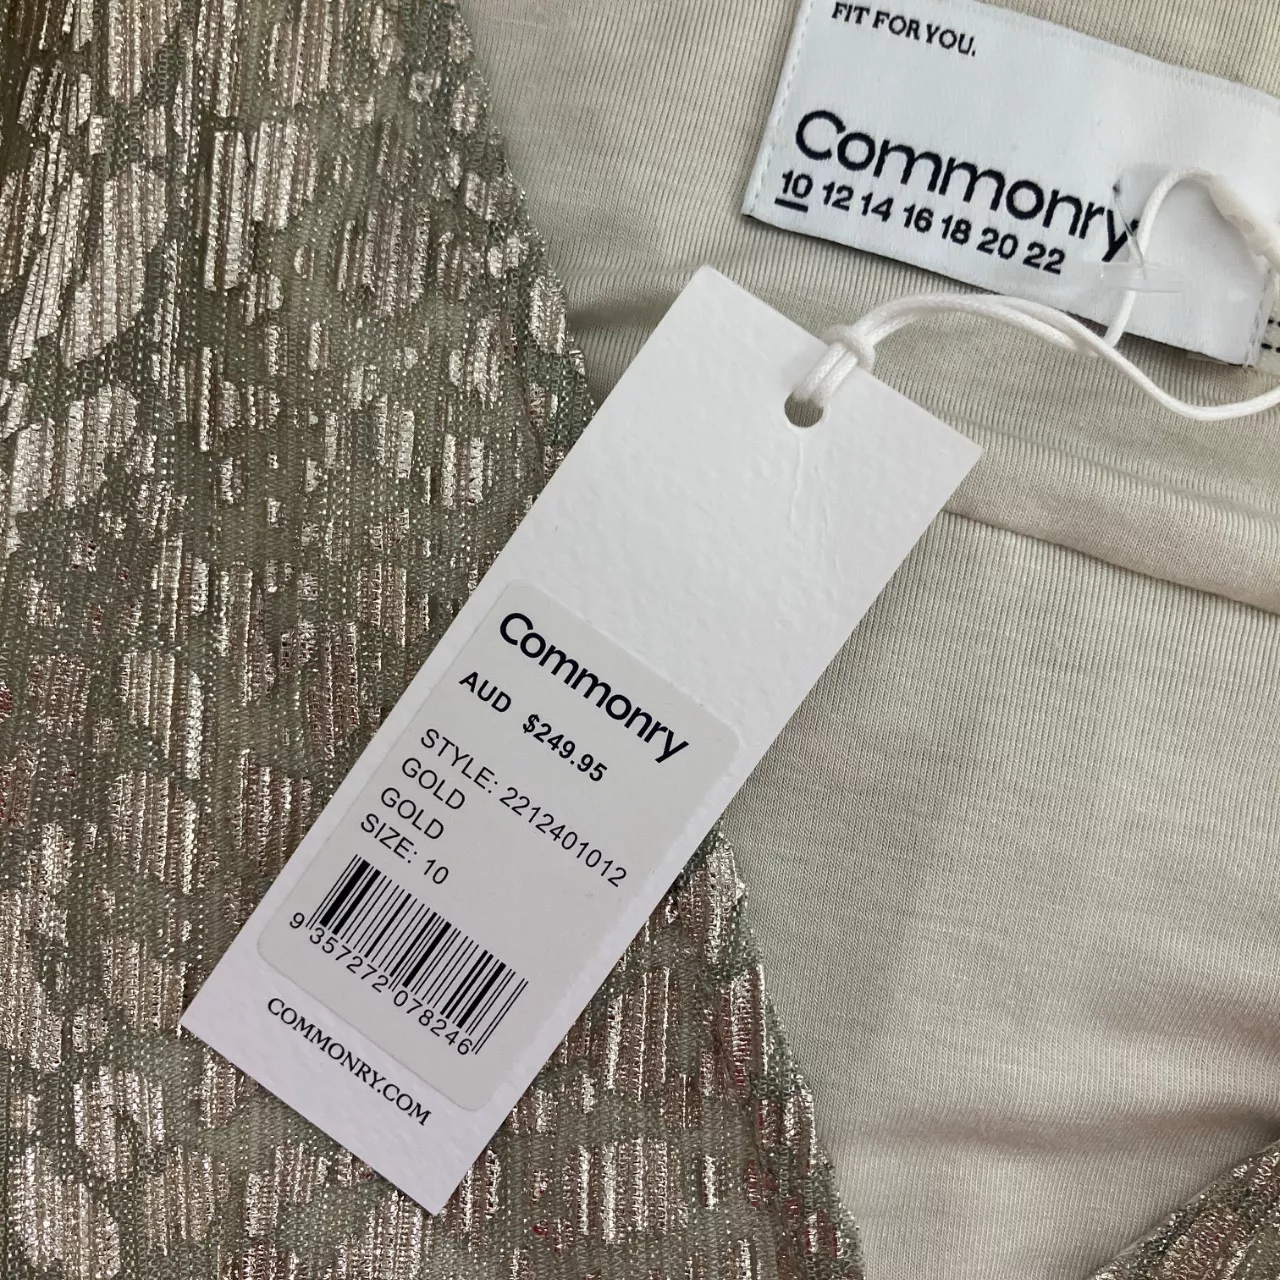 FIT FOR YOU.
Commonry
10 12 14 16 18 20 22
Commonry
AUD $249.95
STYLE: 2212401012
GOLD
GOLD
SIZE: 10
9 357272 078246
COMMONRY.COM